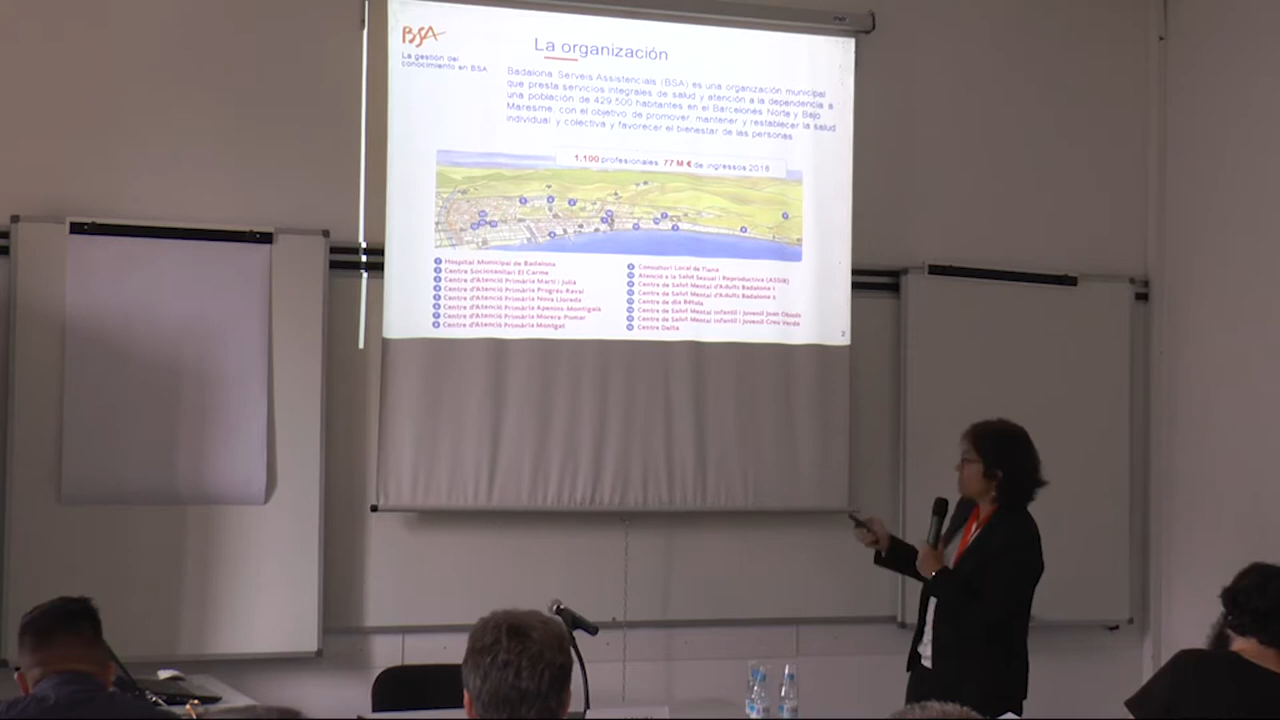 BSA
La gestión del
conocimiento en BSA
La organización
Badalona Serveis Assistencials (BSA) es una organización municipal
que presta servicios integrales de salud y atención a la dependencia a
una población de 429.500 habitantes en el Barcelonès Norte y Bajo
Maresme, con el objetivo de promover, mantener y restablecer la salud
individual y colectiva y favorecer el bienestar de las personas.
1.100 profesionales 77 M € de ingressos 2016
Hospital Municipal de Badalona
Centre Sociosanitari El Carme
Centre d'Atenció Primària Martí i Julià
Centre d'Atenció Primària Progrés-Raval
Centre d'Atenció Primària Nova Lloreda
Centre d'Atenció Primària Apenins-Montigalà
Centre d'Atenció Primària Morera-Pomar
Centre d'Atenció Primària Montgat
Consultori Local de Tiana
Atenció a la Salut Sexual i Reproductiva (ASSIR)
Centre de Salut Mental d'Adults Badalona 1
Centre de Salut Mental d'Adults Badalona 2
Centre de dia Bètula
Centre de Salut Mental Infantil i Juvenil Joan Obiols
Centre de Salut Mental Infantil i Juvenil Creu Verda
Centre Delta
2